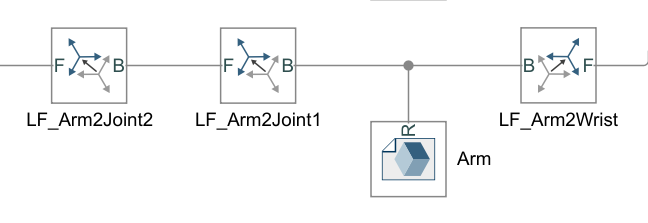 F B
F B
B F
LF_Arm2Joint2
LF_Arm2Joint1
LF_Arm2Wrist
R
Arm